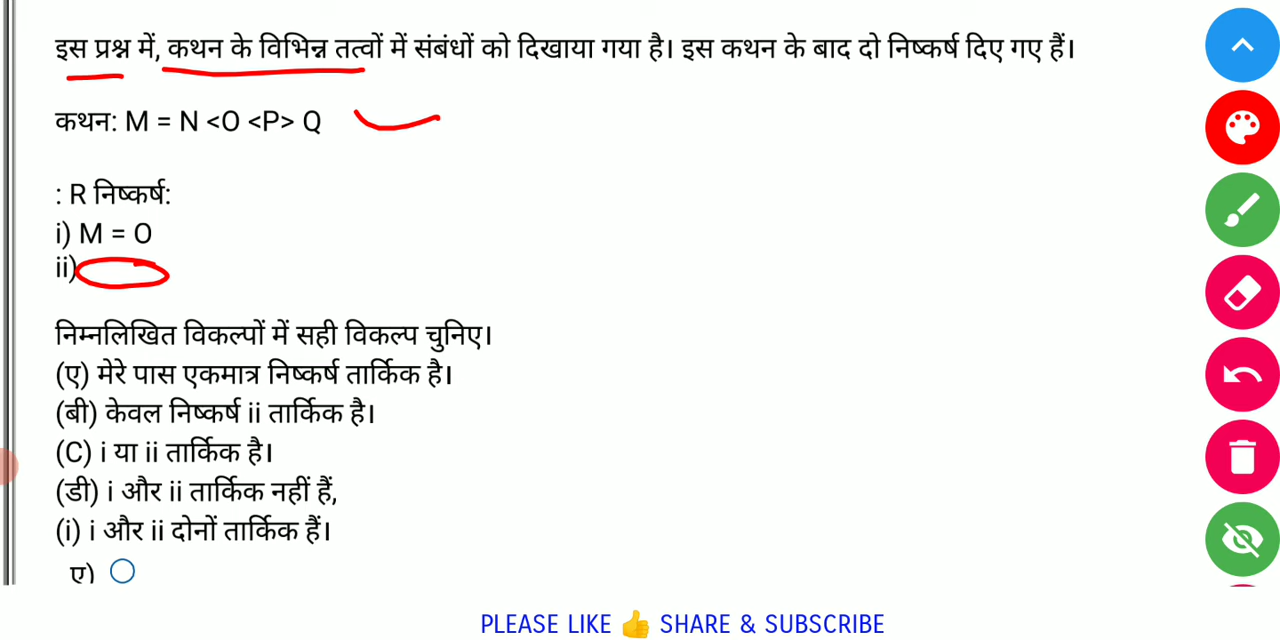 इस प्रश्न में, कथन के विभिन्न तत्वों में संबंधों को दिखाया गया है। इस कथन के बाद दो निष्कर्ष दिए गए हैं।
कथन: M = N <O <P> Q
: R निष्कर्ष:
i) M = O
ii)
निम्नलिखित विकल्पों में सही विकल्प चुनिए।
(ए) मेरे पास एकमात्र निष्कर्ष तार्किक है।
(बी) केवल निष्कर्ष ii तार्किक है।
(C) i या ii तार्किक है।
(डी) i और ii तार्किक नहीं हैं,
(i) i और ii दोनों तार्किक हैं।
ए)
PLEASE LIKE 👍 SHARE & SUBSCRIBE